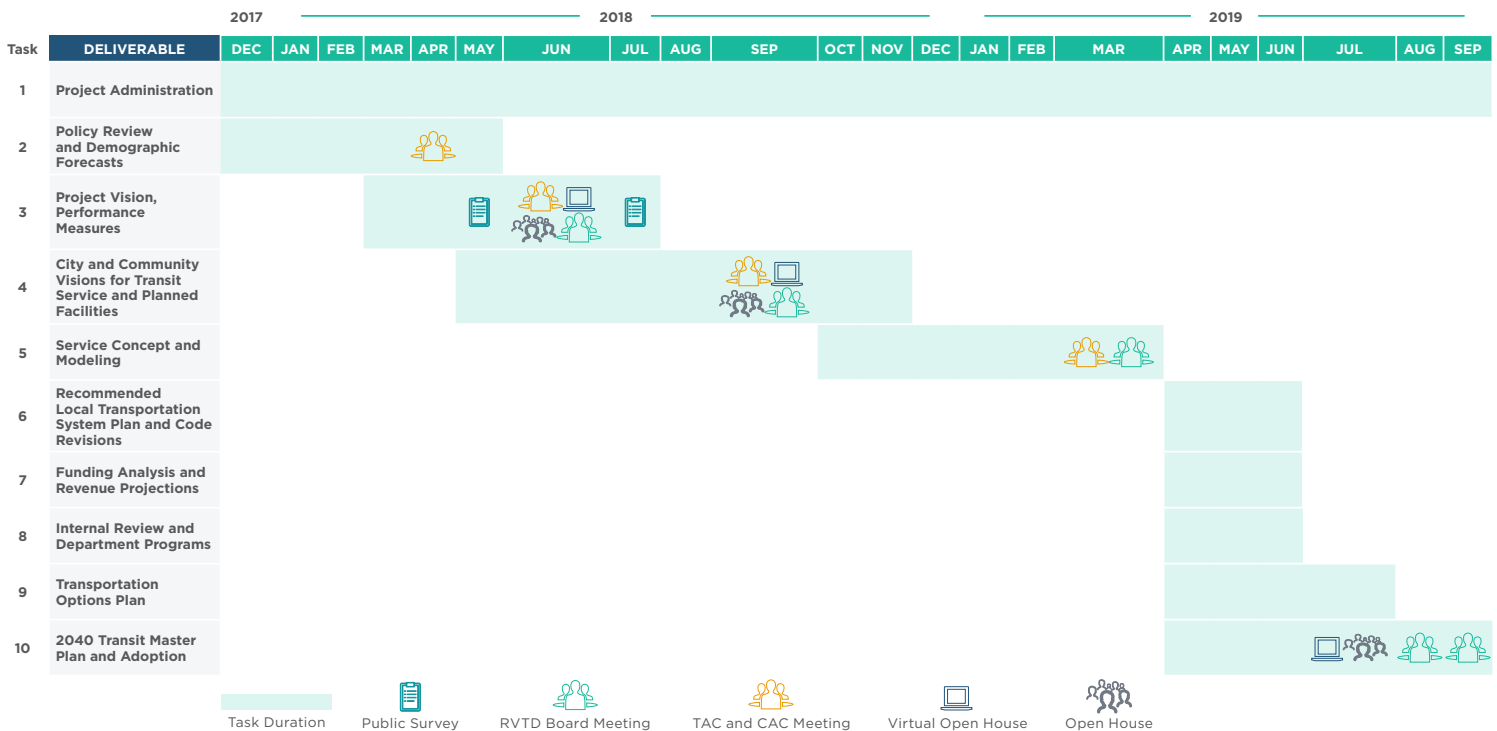 2017 2018 2019
Task DELIVERABLE DEC JAN FEB MAR APR MAY JUN JUL AUG SEP OCT NOV DEC JAN FEB MAR APR MAY JUN JUL AUG SEP
1 Project Administration
2 Policy Review
and Demographic
Forecasts
3 Project Vision,
Performance
Measures
4 City and Community
Visions for Transit
Service and Planned
Facilities
5 Service Concept and
Modeling
6 Recommended
Local Transportation
System Plan and Code
Revisions
7 Funding Analysis and
Revenue Projections
8 Internal Review and
Department Programs
9 Transportation
Options Plan
10 2040 Transit Master
Plan and Adoption
Task Duration Public Survey RVTD Board Meeting TAC and CAC Meeting Virtual Open House Open House